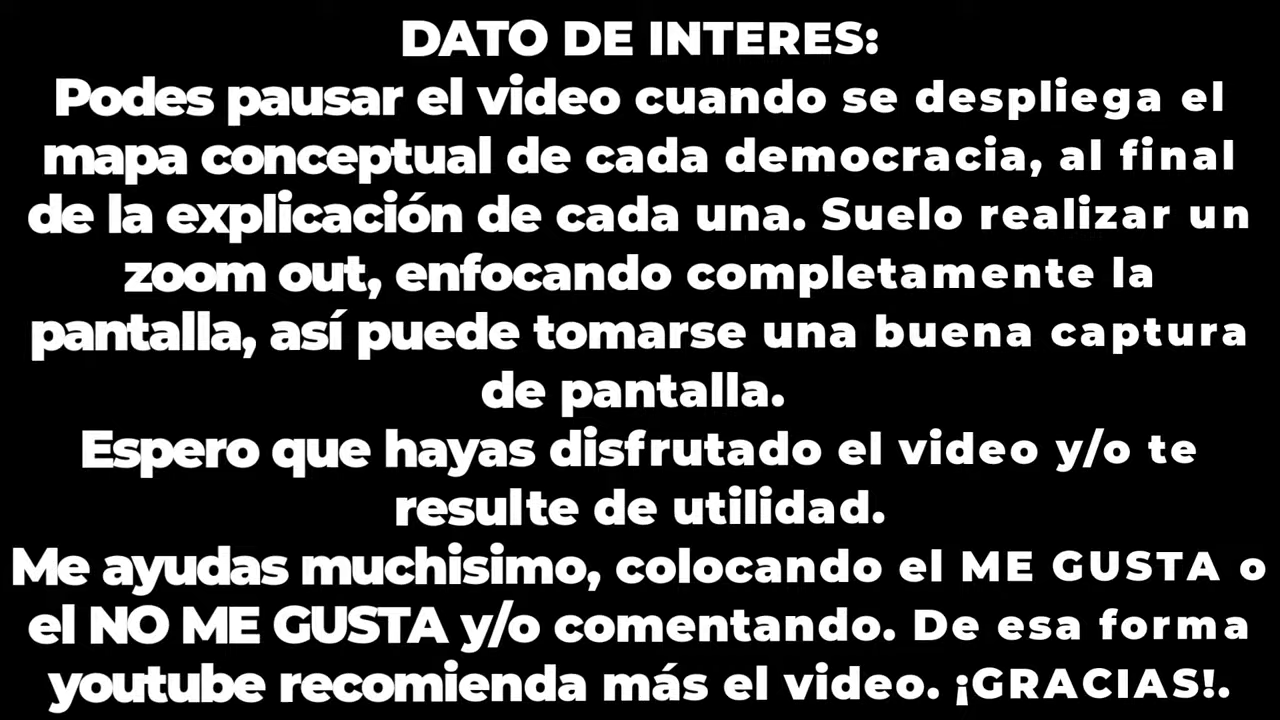 DATO DE INTERES:
Podes pausar el video cuando se despliega el
mapa conceptual de cada democracia, al final
de la explicación de cada una. Suelo realizar un
zoom out, enfocando completamente la
pantalla, así puede tomarse una buena captura
de pantalla.
Espero que hayas disfrutado el video y/o te
resulte de utilidad.
Me ayudas muchisimo, colocando el ME GUSTA o
el NO ME GUSTA y/o comentando. De esa forma
youtube recomienda más el video. ¡GRACIAS!.